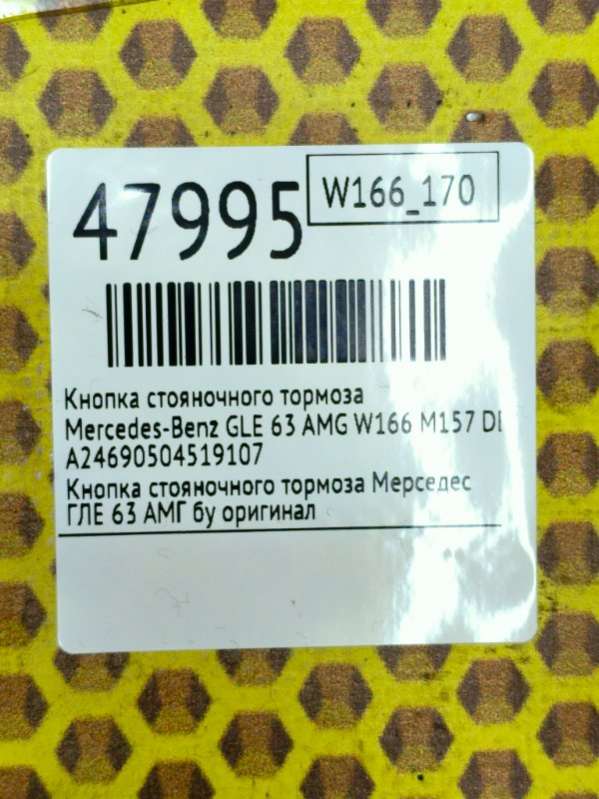 47995
W166_170
Кнопка стояночного тормоза
Mercedes-Benz GLE 63 AMG W166 M157 DE
A24690504519107
Кнопка стояночного тормоза Мерседес
ГЛЕ 63 АМГ бу оригинал